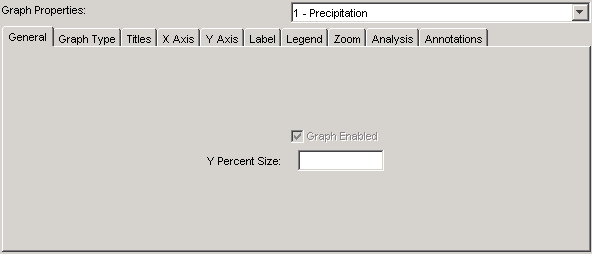 Graph Properties: 1 - Precipitation
General Graph Type Titles X Axis Y Axis Label Legend Zoom Analysis Annotations
Graph Enabled
Y Percent Size: